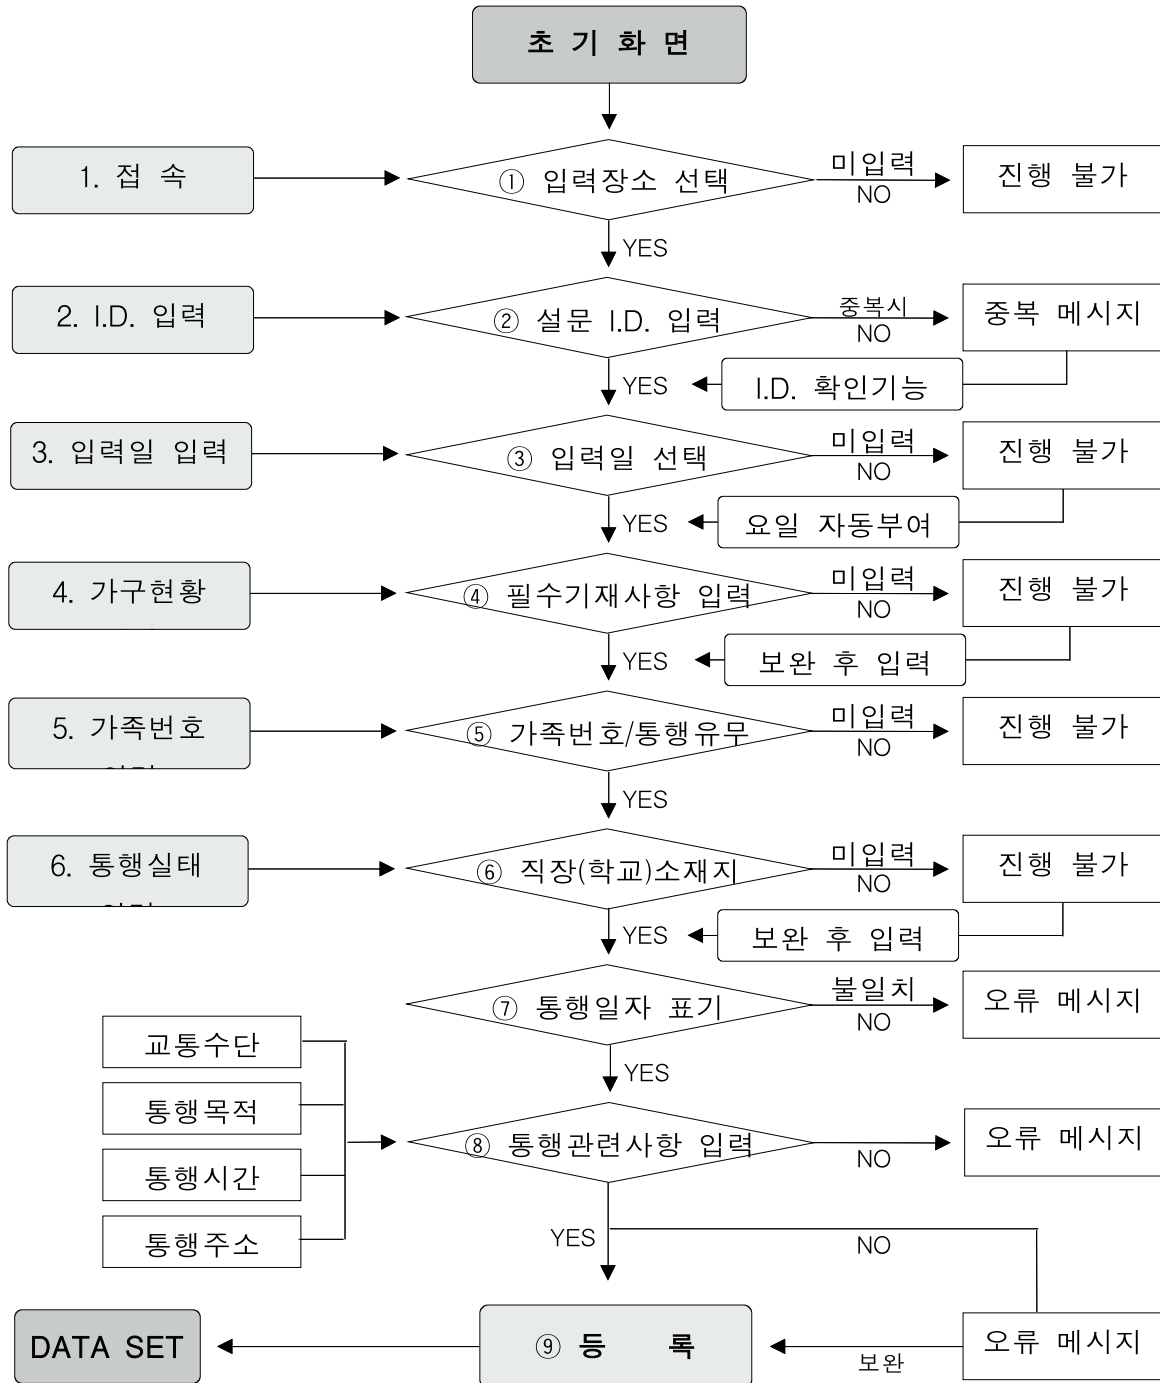 초 기 화 면
1. 접 속
① 입력장소 선택
미입력
NO
진행 불가
YES
2. I.D. 입력
② 설문 I.D. 입력
중복시
NO
중복 메시지
YES
I.D. 확인기능
3. 입력일 입력
③ 입력일 선택
미입력
NO
진행 불가
YES
요일 자동부여
4. 가구현황
④ 필수기재사항 입력
미입력
NO
진행 불가
YES
보완 후 입력
5. 가족번호
⑤ 가족번호/통행유무
미입력
NO
진행 불가
YES
6. 통행실태
⑥ 직장(학교)소재지
미입력
NO
진행 불가
YES
보완 후 입력
⑦ 통행일자 표기
불일치
NO
오류 메시지
YES
교통수단
통행목적
통행시간
통행주소
⑧ 통행관련사항 입력
NO
오류 메시지
YES
NO
DATA SET
⑨ 등 록
보완
오류 메시지